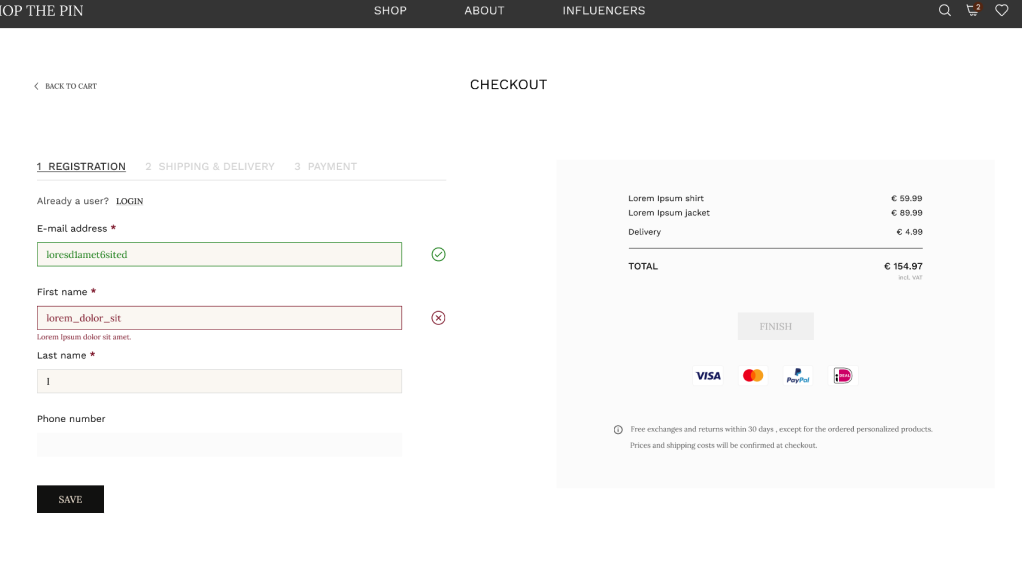 OP THE PIN
SHOP
ABOUT
INFLUENCERS
2
BACK TO CART
CHECKOUT
1 REGISTRATION 2 SHIPPING & DELIVERY 3 PAYMENT
Already a user? LOGIN
E-mail address *
loresd1amet6sited
First name *
lorem_dolor_sit
Lorem Ipsum dolor sit amet.
Last name *
I
Phone number
SAVE
Lorem Ipsum shirt € 59.99
Lorem Ipsum jacket € 89.99
Delivery € 4.99
TOTAL € 154.97
incl. VAT
FINISH
VISA
PayPal
iDEAL
Free exchanges and returns within 30 days , except for the ordered personalized products.
Prices and shipping costs will be confirmed at checkout.